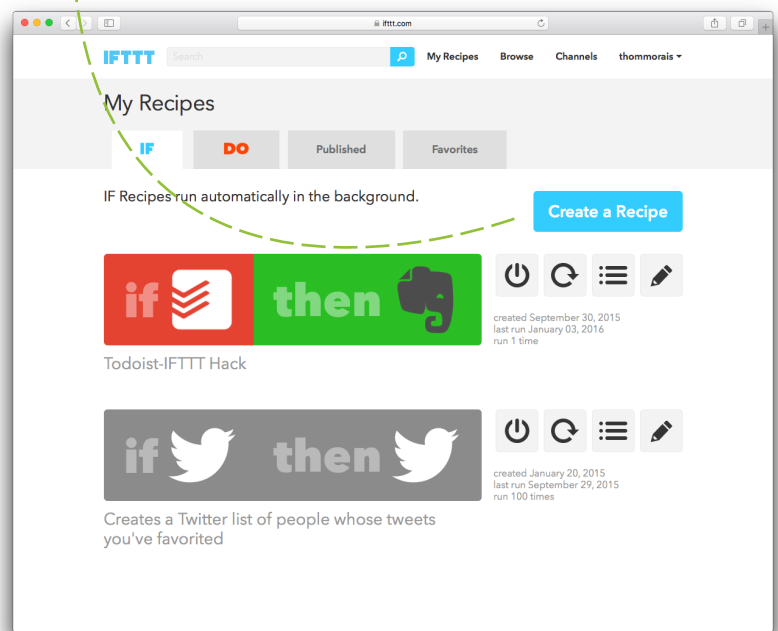 ifttt.com
IFTTT Search My Recipes Browse Channels thommorais
My Recipes
IF DO Published Favorites
IF Recipes run automatically in the background.
Create a Recipe
if then
created September 30, 2015
last run January 03, 2016
run 1 time
Todoist-IFTTT Hack
if then
created January 20, 2015
last run September 29, 2015
run 100 times
Creates a Twitter list of people whose tweets
you've favorited